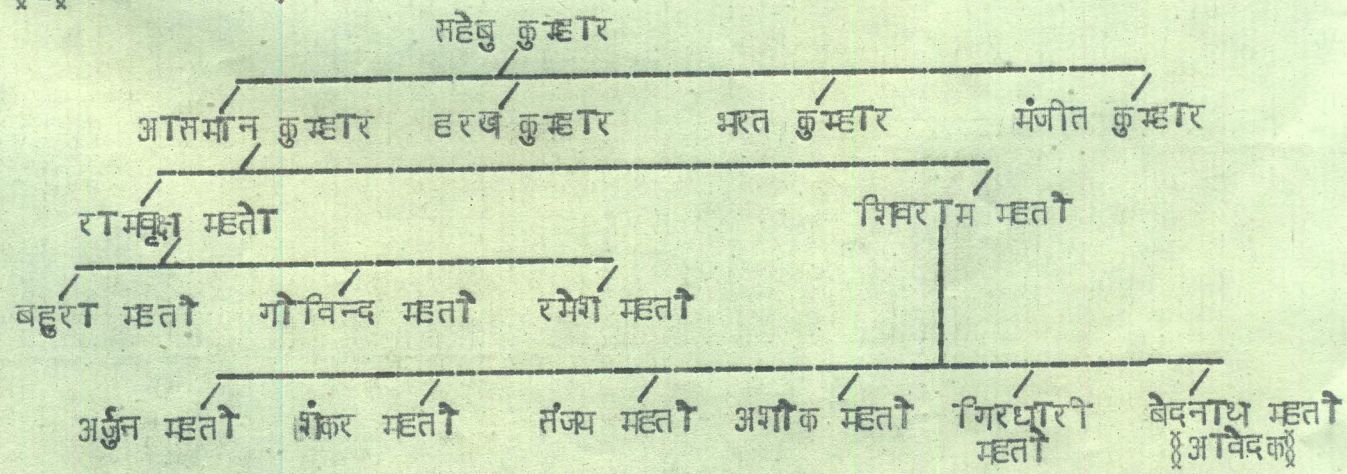 सहेबु कुम्हार
आसमान कुम्हार हरख कुम्हार भरत कुम्हार मंजीत कुम्हार
रामवृक्ष महतो शिवराम महतो
बहुरा महतो गोविन्द महतो रमेश महतो
अर्जुन महतो शंकर महतो संजय महतो अशोक महतो गिरधारी बेदनाथ महतो
महतो (आवेदक)